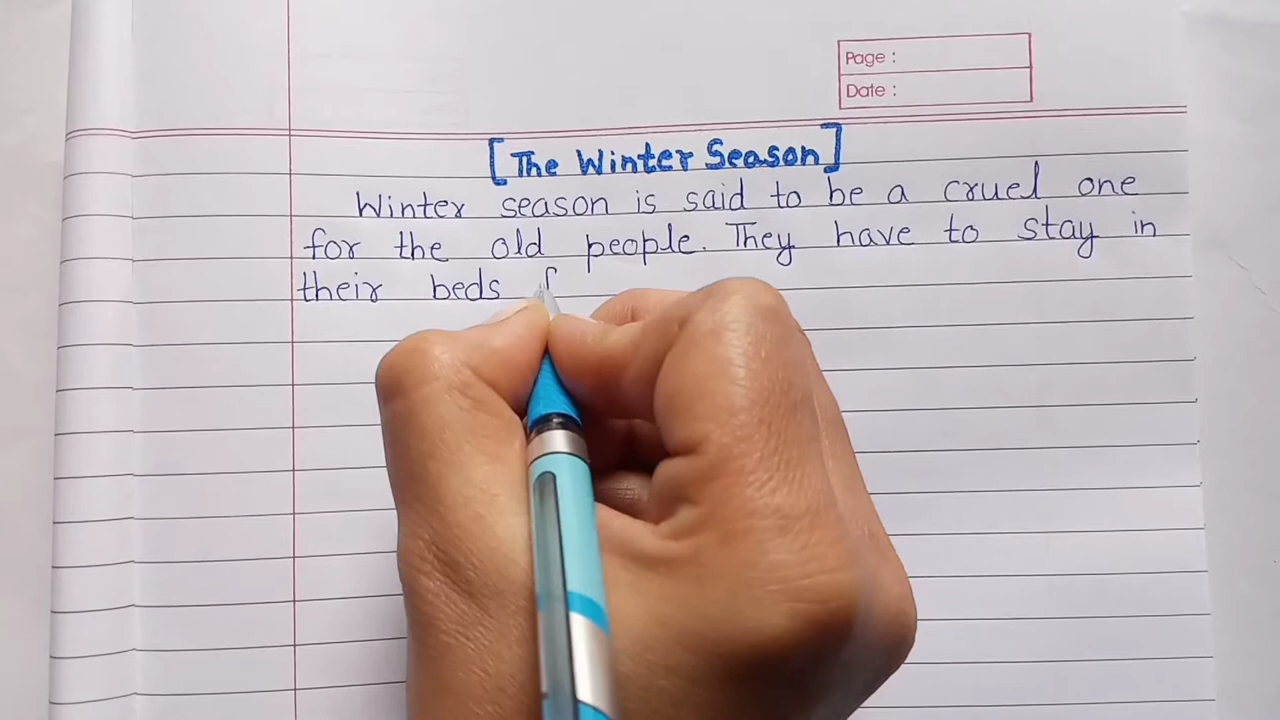 Page :
Date :
[The Winter Season]
Winter season is said to be a cruel one
for the old people. They have to stay in
their beds f